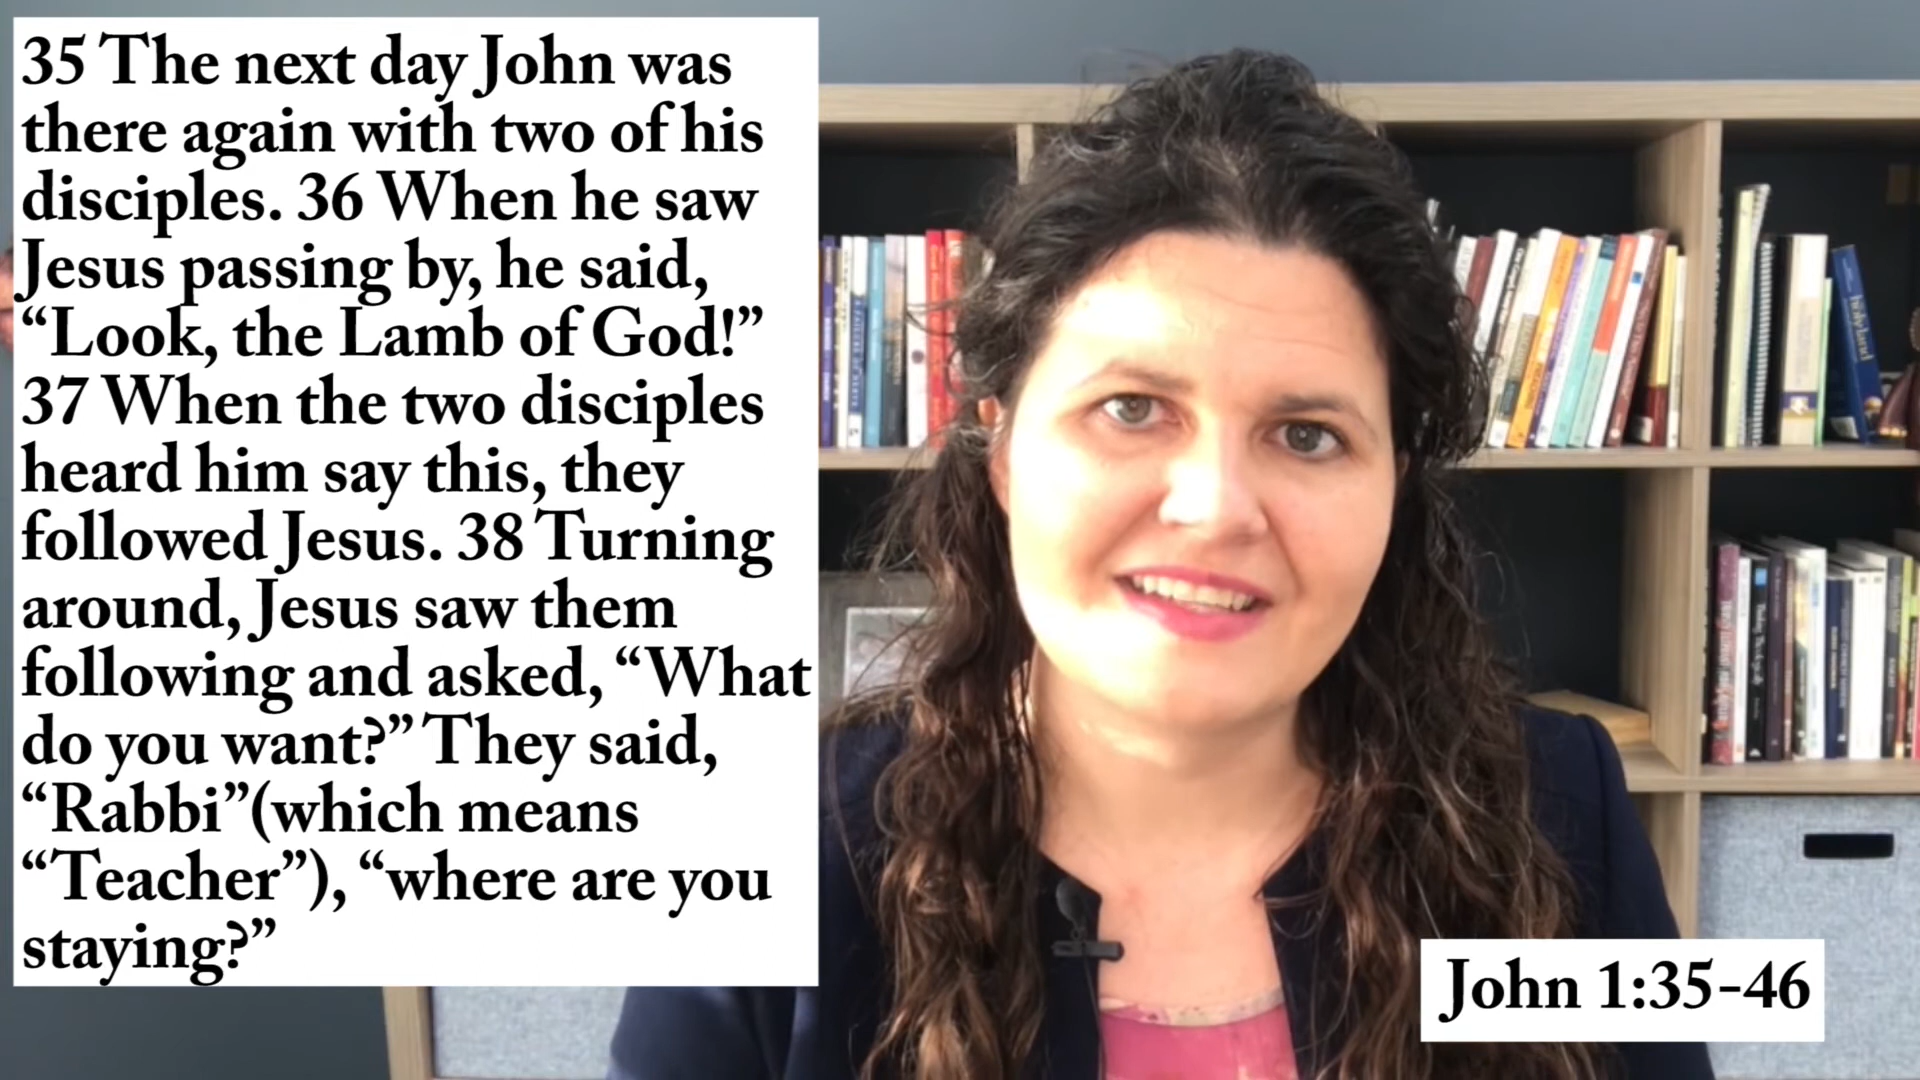 35 The next day John was
there again with two of his
disciples. 36 When he saw
Jesus passing by, he said,
“Look, the Lamb of God!”
37 When the two disciples
heard him say this, they
followed Jesus. 38 Turning
around, Jesus saw them
following and asked, “What
do you want?” They said,
“Rabbi”(which means
“Teacher”), “where are you
staying?”
John 1:35-46
holy land